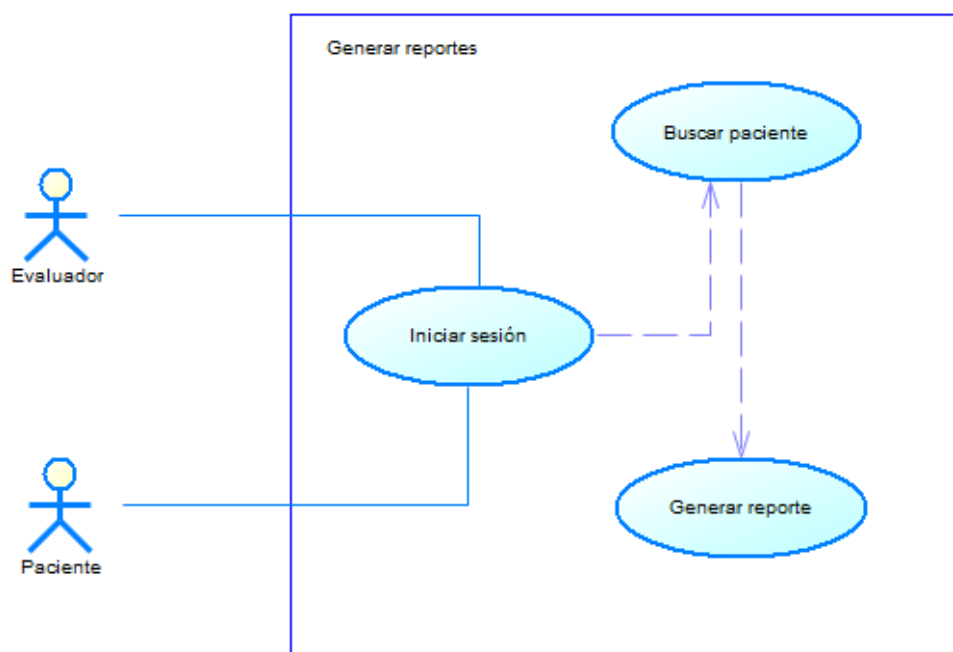 Generar reportes
Buscar paciente
Evaluador
Iniciar sesión
Generar reporte
Paciente